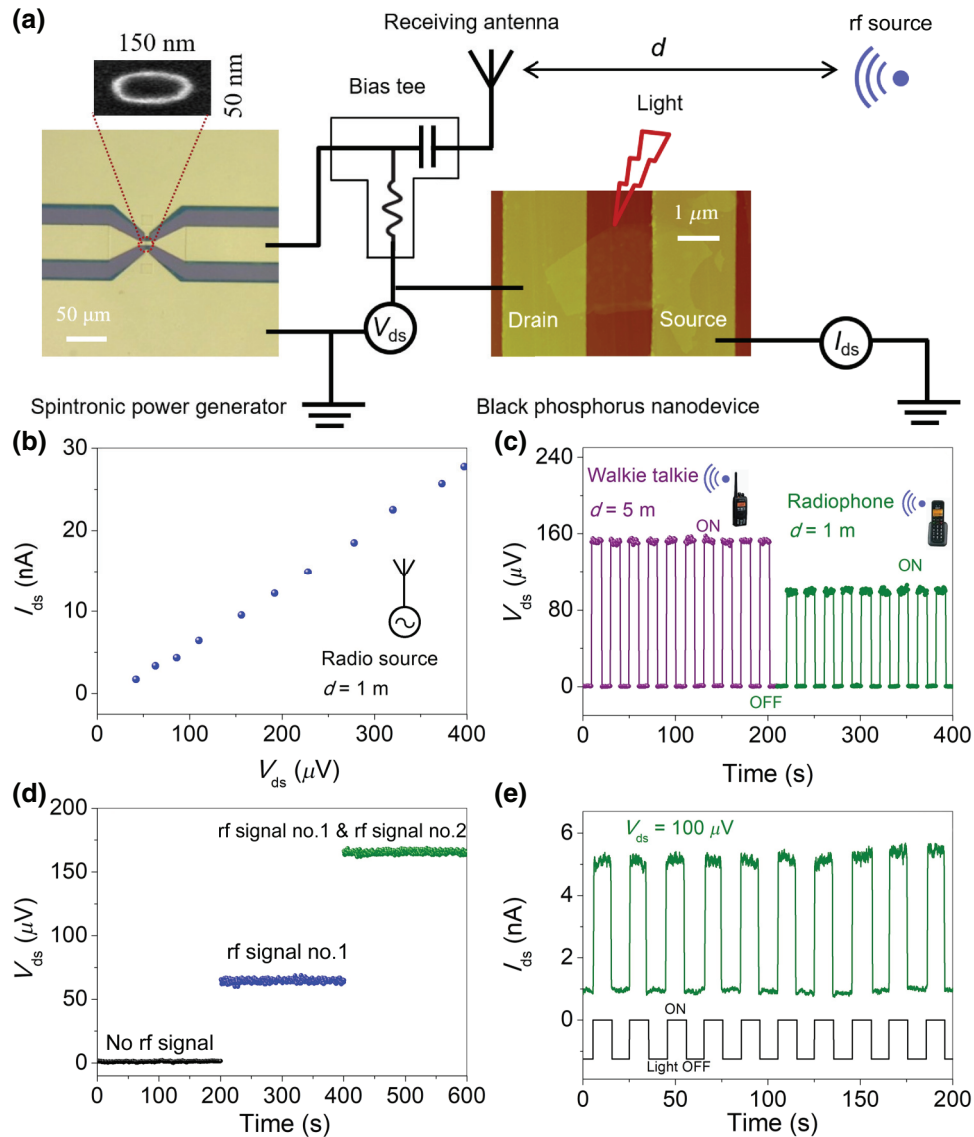 (a)
150 nm
50 nm
Receiving antenna
rf source
d
Bias tee
Light
1 μm
50 μm
Drain
Source
V_ds
I_ds
Spintronic power generator
Black phosphorus nanodevice
(b)
30
20
10
0
I_ds (nA)
Radio source
d = 1 m
0
100
200
300
400
V_ds (μV)
(c)
240
160
80
0
V_ds (μV)
Walkie talkie
d = 5 m
ON
Radiophone
d = 1 m
ON
OFF
0
100
200
300
400
Time (s)
(d)
200
150
100
50
0
V_ds (μV)
rf signal no.1 & rf signal no.2
rf signal no.1
No rf signal
0
100
200
300
400
500
600
Time (s)
(e)
6
4
2
0
I_ds (nA)
V_ds = 100 μV
ON
Light OFF
0
50
100
150
200
Time (s)